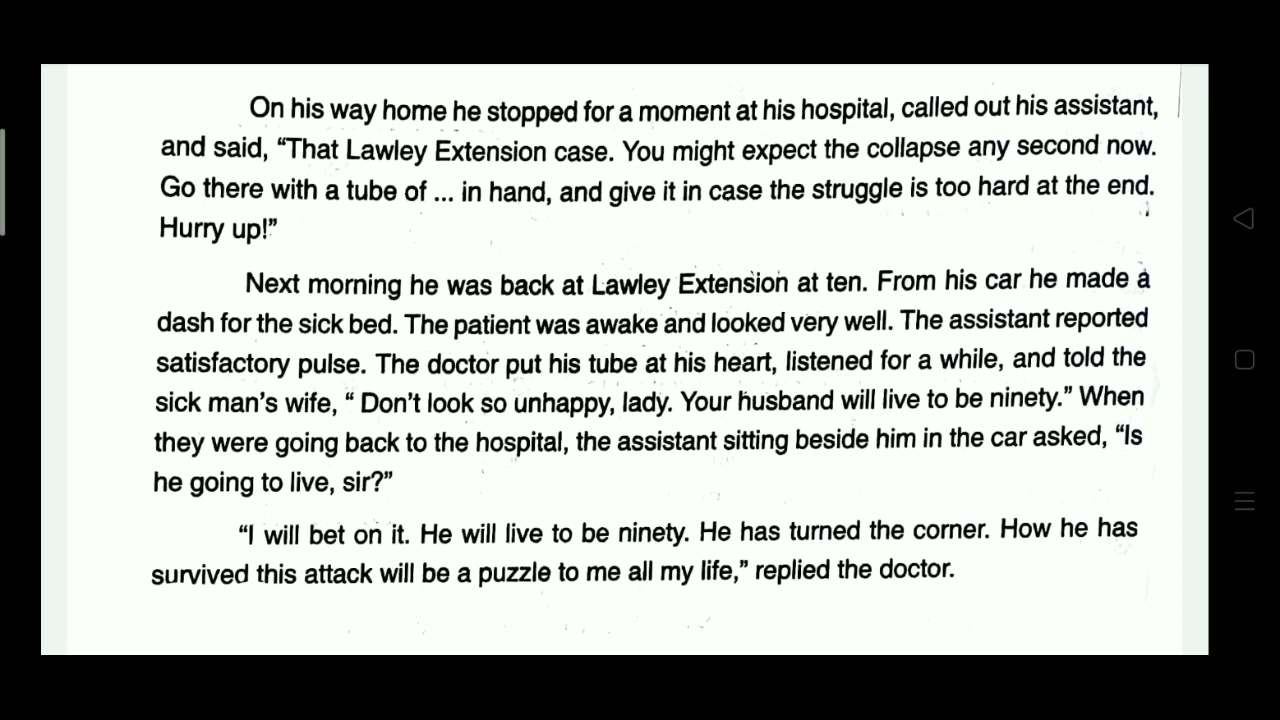 On his way home he stopped for a moment at his hospital, called out his assistant,
and said, “That Lawley Extension case. You might expect the collapse any second now.
Go there with a tube of ... in hand, and give it in case the struggle is too hard at the end.
Hurry up!”
Next morning he was back at Lawley Extension at ten. From his car he made a
dash for the sick bed. The patient was awake and looked very well. The assistant reported
satisfactory pulse. The doctor put his tube at his heart, listened for a while, and told the
sick man’s wife, “ Don’t look so unhappy, lady. Your husband will live to be ninety.” When
they were going back to the hospital, the assistant sitting beside him in the car asked, “Is
he going to live, sir?”
“I will bet on it. He will live to be ninety. He has turned the corner. How he has
survived this attack will be a puzzle to me all my life,” replied the doctor.